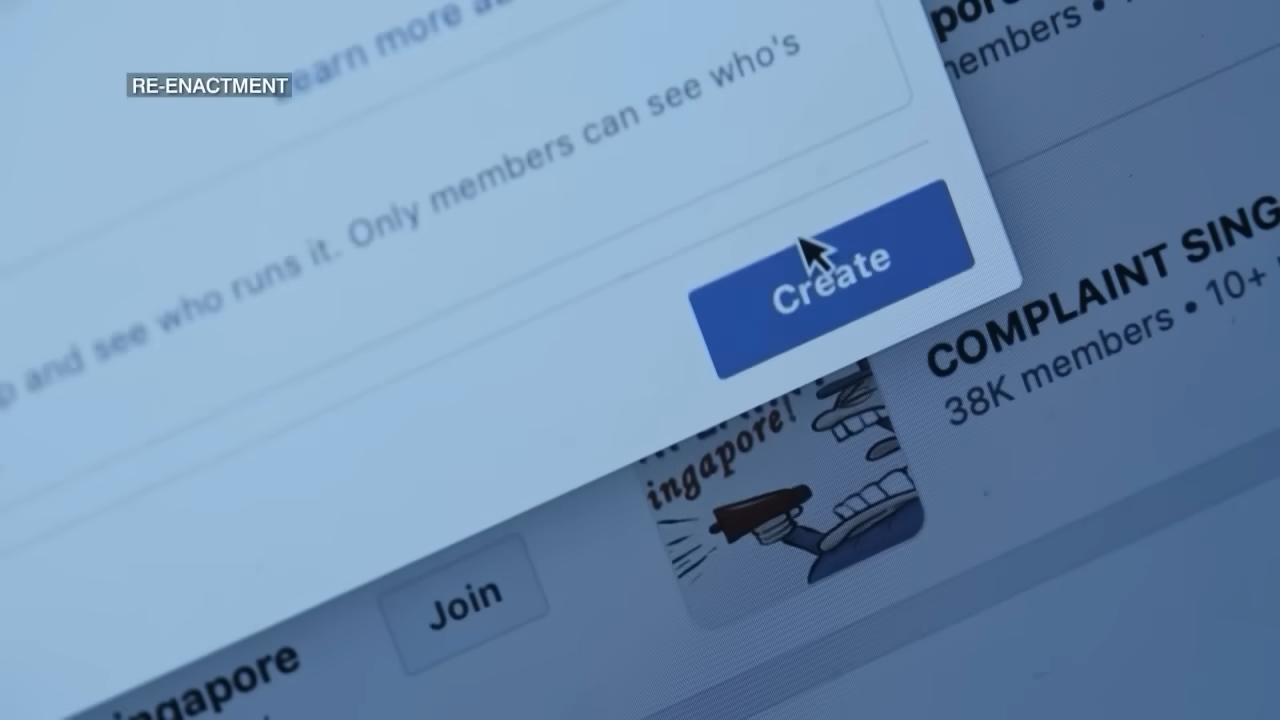 RE-ENACTMENT
Learn more
and see who runs it. Only members can see who's
Create
members •
COMPLAINT SING
38K members • 10+
ingapore!
Join
ingapore